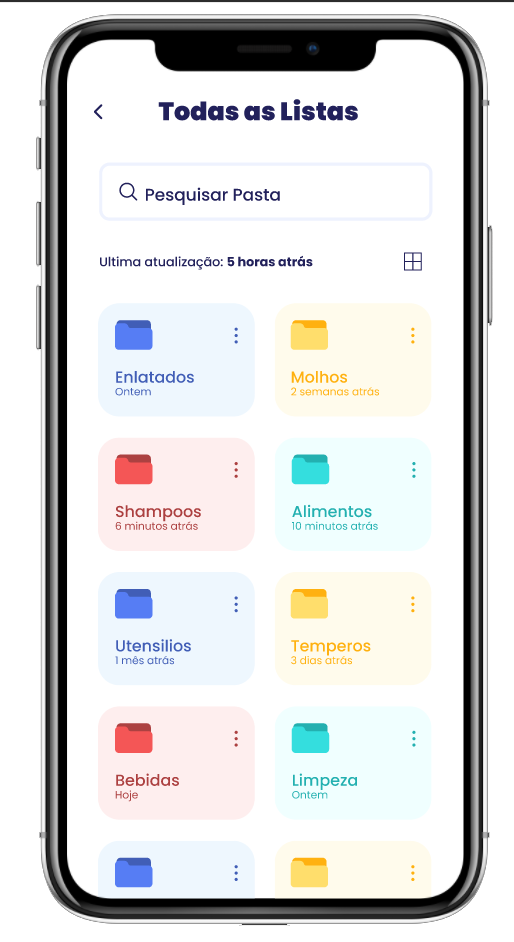 Todas as Listas
Pesquisar Pasta
Ultima atualização: 5 horas atrás
Enlatados
Ontem
Molhos
2 semanas atrás
Shampoos
6 minutos atrás
Alimentos
10 minutos atrás
Utensilios
1 mês atrás
Temperos
3 dias atrás
Bebidas
Hoje
Limpeza
Ontem